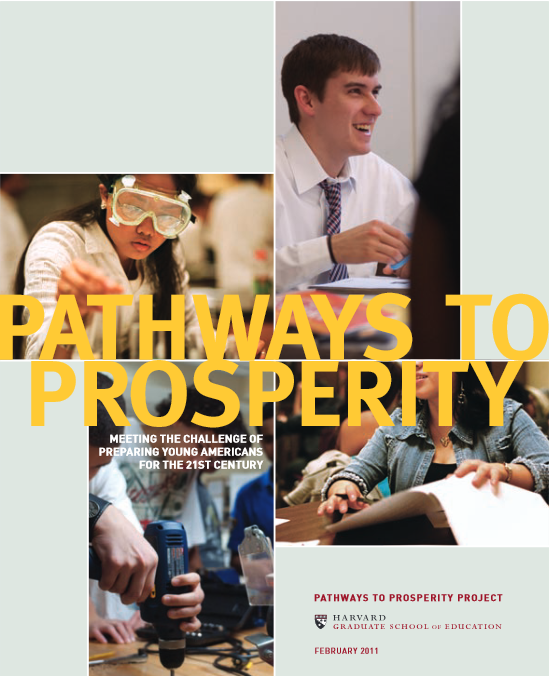 PATHWAYS TO
PROSPERITY
MEETING THE CHALLENGE OF
PREPARING YOUNG AMERICANS
FOR THE 21ST CENTURY
PATHWAYS TO PROSPERITY PROJECT
HARVARD
GRADUATE SCHOOL OF EDUCATION
FEBRUARY 2011